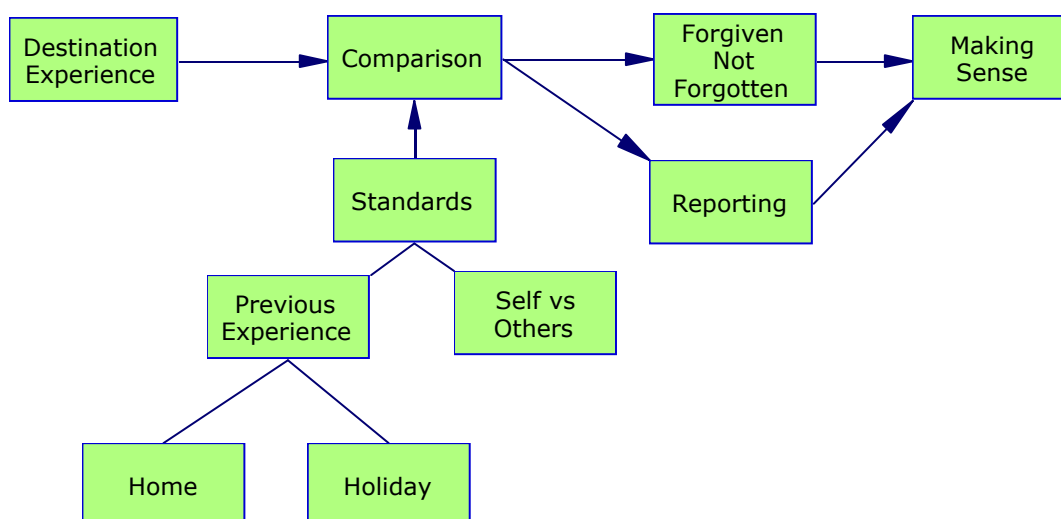 Destination
Experience
Comparison
Forgiven
Not
Forgotten
Making
Sense
Standards
Reporting
Previous
Experience
Self vs
Others
Home
Holiday